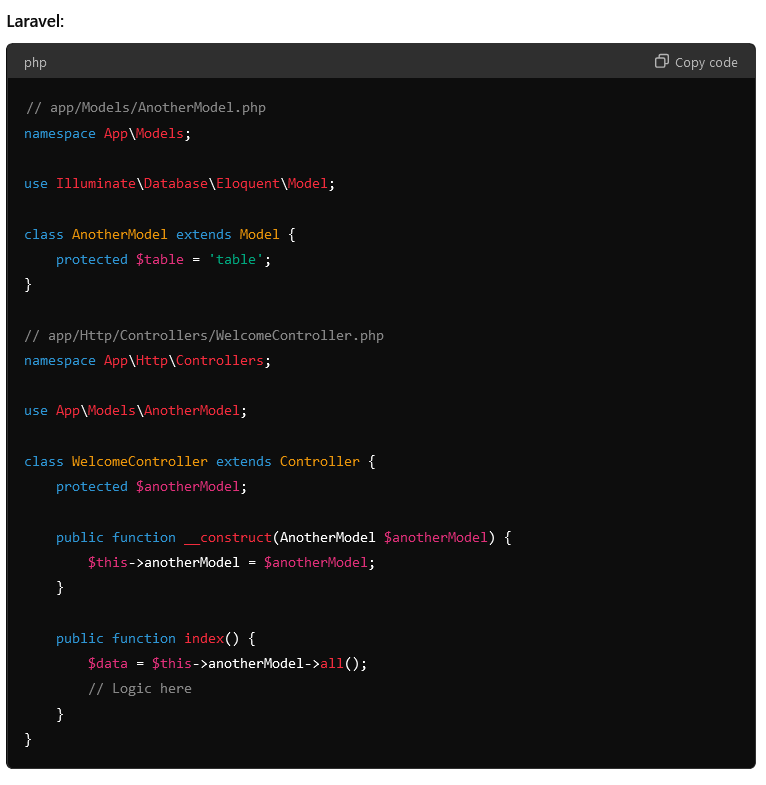 Laravel:
php
Copy code
// app/Models/AnotherModel.php
namespace App\Models;
use Illuminate\Database\Eloquent\Model;
class AnotherModel extends Model {
    protected $table = 'table';
}
// app/Http/Controllers/WelcomeController.php
namespace App\Http\Controllers;
use App\Models\AnotherModel;
class WelcomeController extends Controller {
    protected $anotherModel;
    public function __construct(AnotherModel $anotherModel) {
        $this->anotherModel = $anotherModel;
    }
    public function index() {
        $data = $this->anotherModel->all();
        // Logic here
    }
}